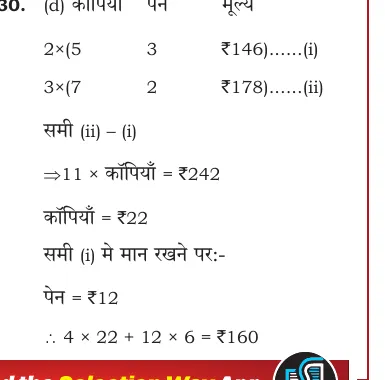 30. (d) कॉपियाँ पेन मूल्य
2×(5 3 ₹146)......(i)
3×(7 2 ₹178)......(ii)
समी (ii) – (i)
⇒11 × कॉपियाँ = ₹242
कॉपियाँ = ₹22
समी (i) मे मान रखने पर:-
पेन = ₹12
∴ 4 × 22 + 12 × 6 = ₹160